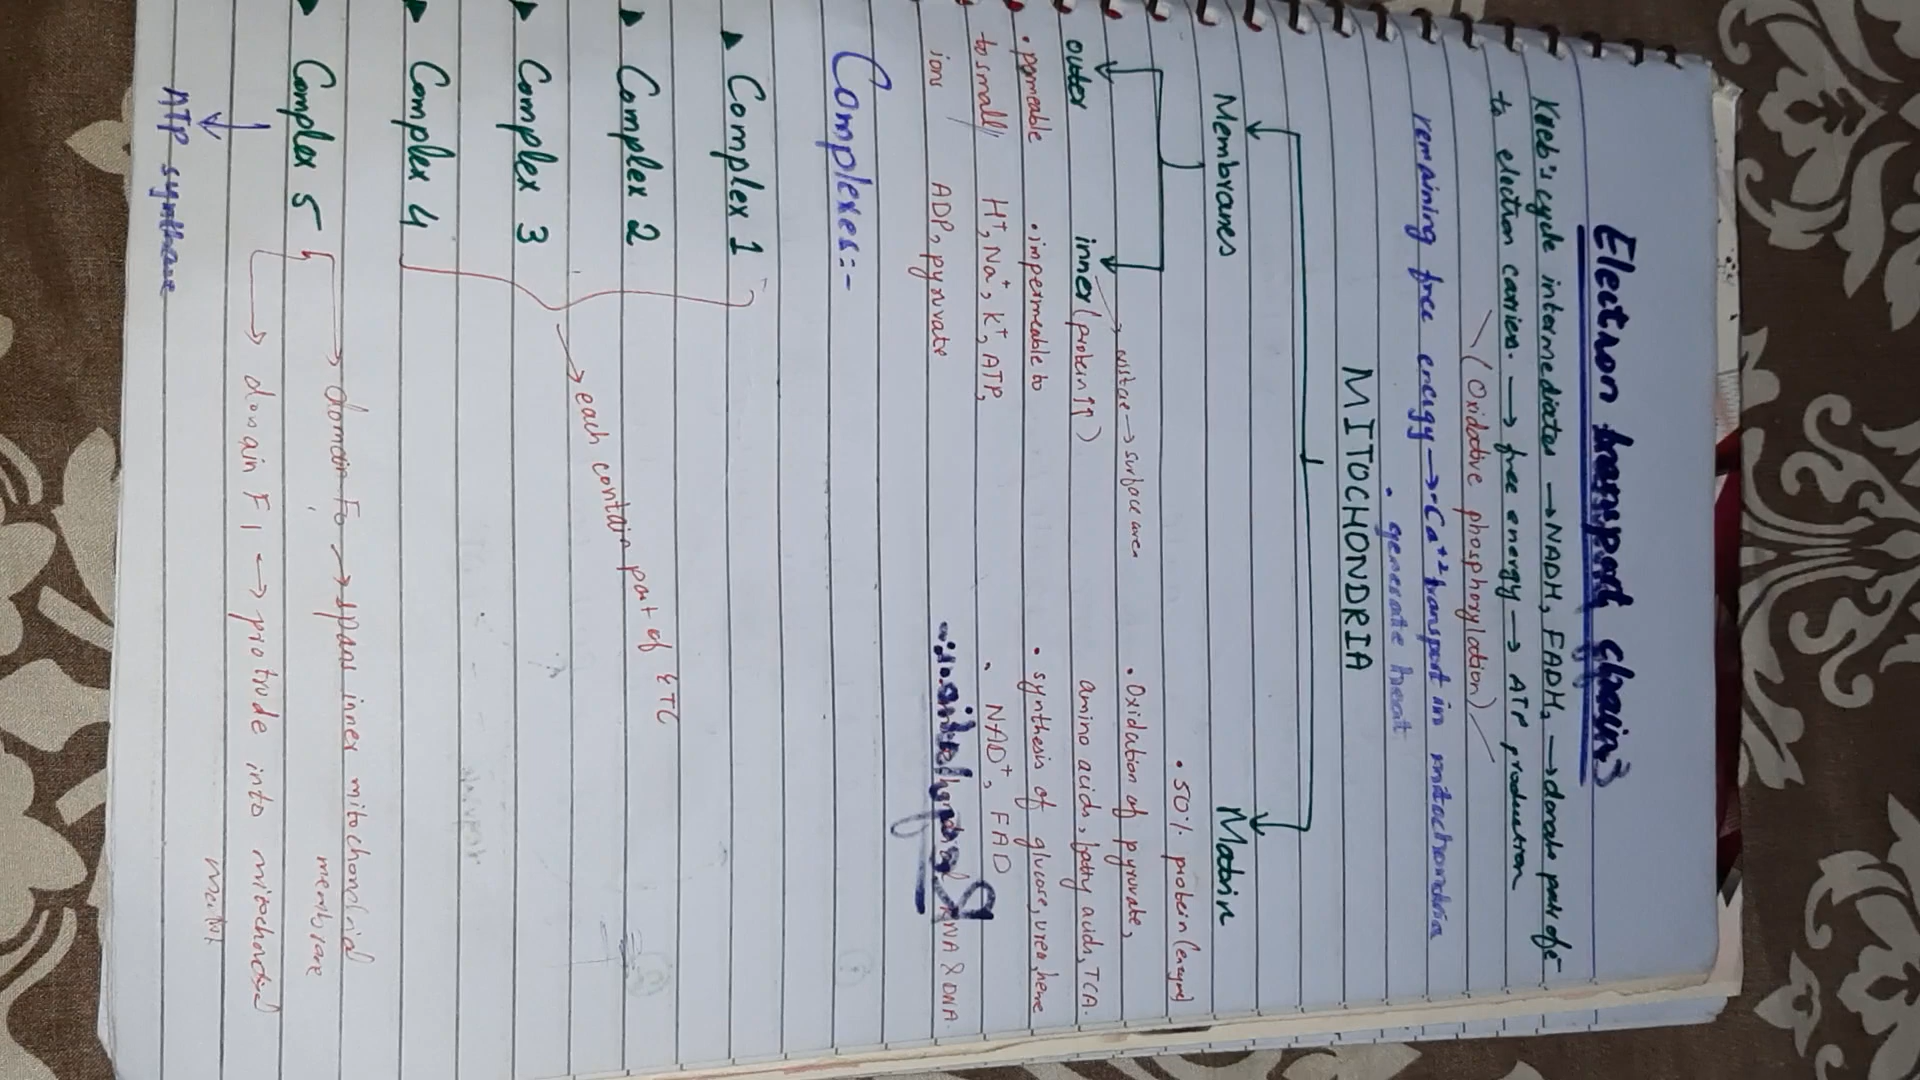 Electron transport chain
Kreb's cycle intermediates → NADH, FADH₂ → donate pair of e⁻
to electron carriers. → free energy → ATP production
(Oxidative phosphorylation)
remaining free energy → • Ca⁺² transport in mitochondria
• generate heat
MITOCHONDRIA
Membranes
Matrix
outer
• permeable
to small
ions
inner (protein ↑↑)
→ surface area
• impermeable to
H⁺, Na⁺, K⁺, ATP,
ADP, pyruvate
• 50% protein (enzyme)
• Oxidation of pyruvate,
amino acids, fatty acids, TCA.
• synthesis of glucose, urea, heme
• NAD⁺, FAD
RNA & DNA.
Complexes:-
▸ Complex 1
▸ Complex 2
▸ Complex 3
▸ Complex 4
→ each contain part of ETC
▸ Complex 5
→ domain F₀ → spans inner mitochondrial
membrane
→ domain F1 → protrude into mitochondrial
matrix
ATP synthase